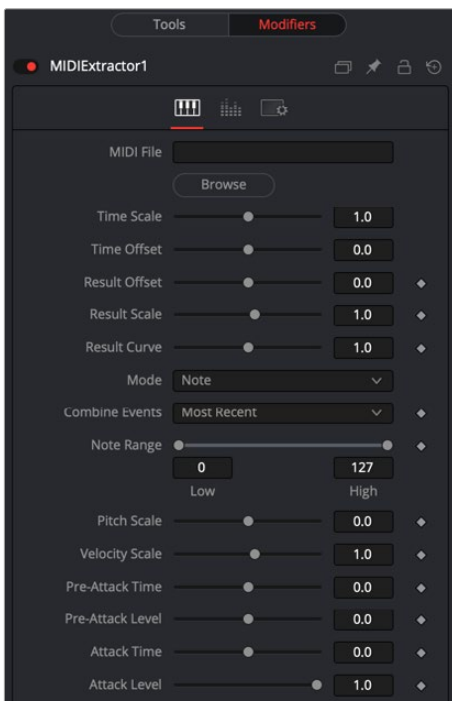 Tools Modifiers
MIDIExtractor1
MIDI File
Browse
Time Scale 1.0
Time Offset 0.0
Result Offset 0.0
Result Scale 1.0
Result Curve 1.0
Mode Note
Combine Events Most Recent
Note Range
0 127
Low High
Pitch Scale 0.0
Velocity Scale 1.0
Pre-Attack Time 0.0
Pre-Attack Level 0.0
Attack Time 0.0
Attack Level 1.0